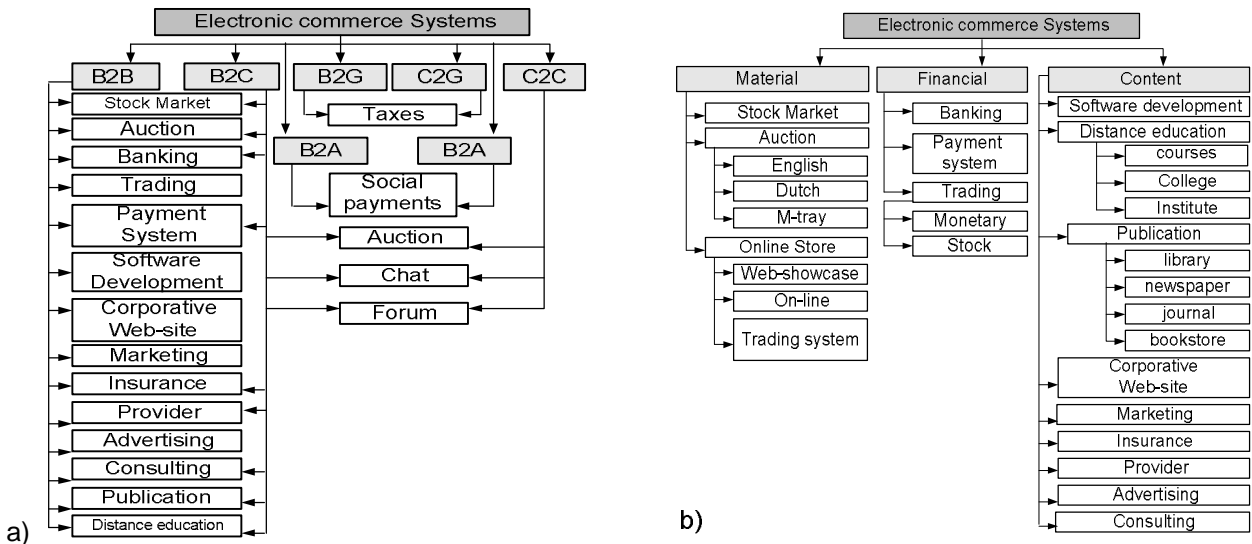 Electronic commerce Systems
B2B
B2C
B2G
C2G
C2C
Stock Market
Auction
Banking
Trading
Payment
System
Software
Development
Corporative
Web-site
Marketing
Insurance
Provider
Advertising
Consulting
Publication
Distance education
Taxes
B2A
B2A
Social
payments
Auction
Chat
Forum
a)
Electronic commerce Systems
Material
Financial
Content
Stock Market
Auction
English
Dutch
M-tray
Online Store
Web-showcase
On-line
Trading system
Banking
Payment
system
Trading
Monetary
Stock
Software development
Distance education
courses
College
Institute
Publication
library
newspaper
journal
bookstore
Corporative
Web-site
Marketing
Insurance
Provider
Advertising
Consulting
b)